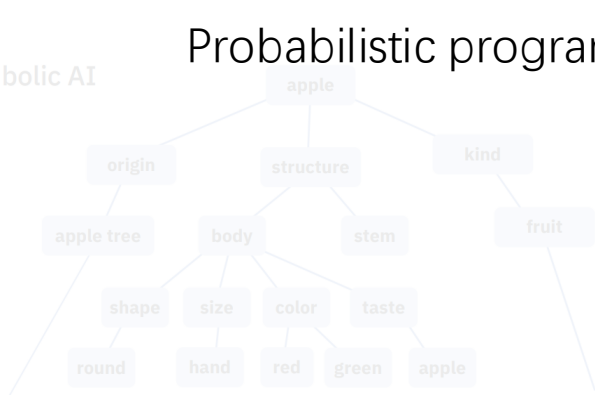 Probabilistic progra
bolic AI
apple
origin
structure
kind
apple tree
body
stem
fruit
shape
size
color
taste
round
hand
red
green
apple